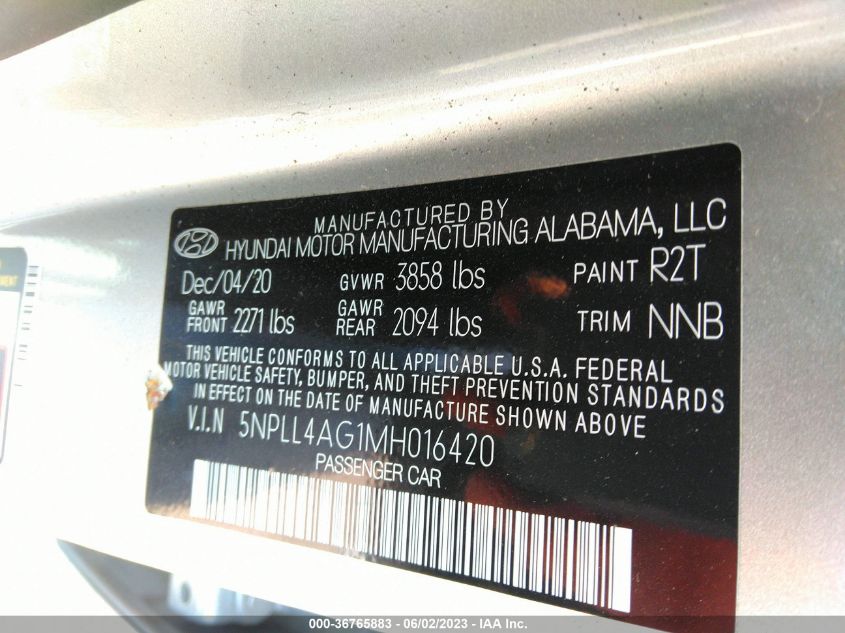 MANUFACTURED BY
HYUNDAI MOTOR MANUFACTURING ALABAMA, LLC
Dec/04/20 GVWR 3858 lbs PAINT R2T
GAWR FRONT 2271 lbs GAWR REAR 2094 lbs TRIM NNB
THIS VEHICLE CONFORMS TO ALL APPLICABLE U.S.A. FEDERAL
MOTOR VEHICLE SAFETY, BUMPER, AND THEFT PREVENTION STANDARDS
IN EFFECT ON THE DATE OF MANUFACTURE SHOWN ABOVE
V.I.N 5NPLL4AG1MH016420
PASSENGER CAR
000-36765883 - 06/02/2023 - IAA Inc.